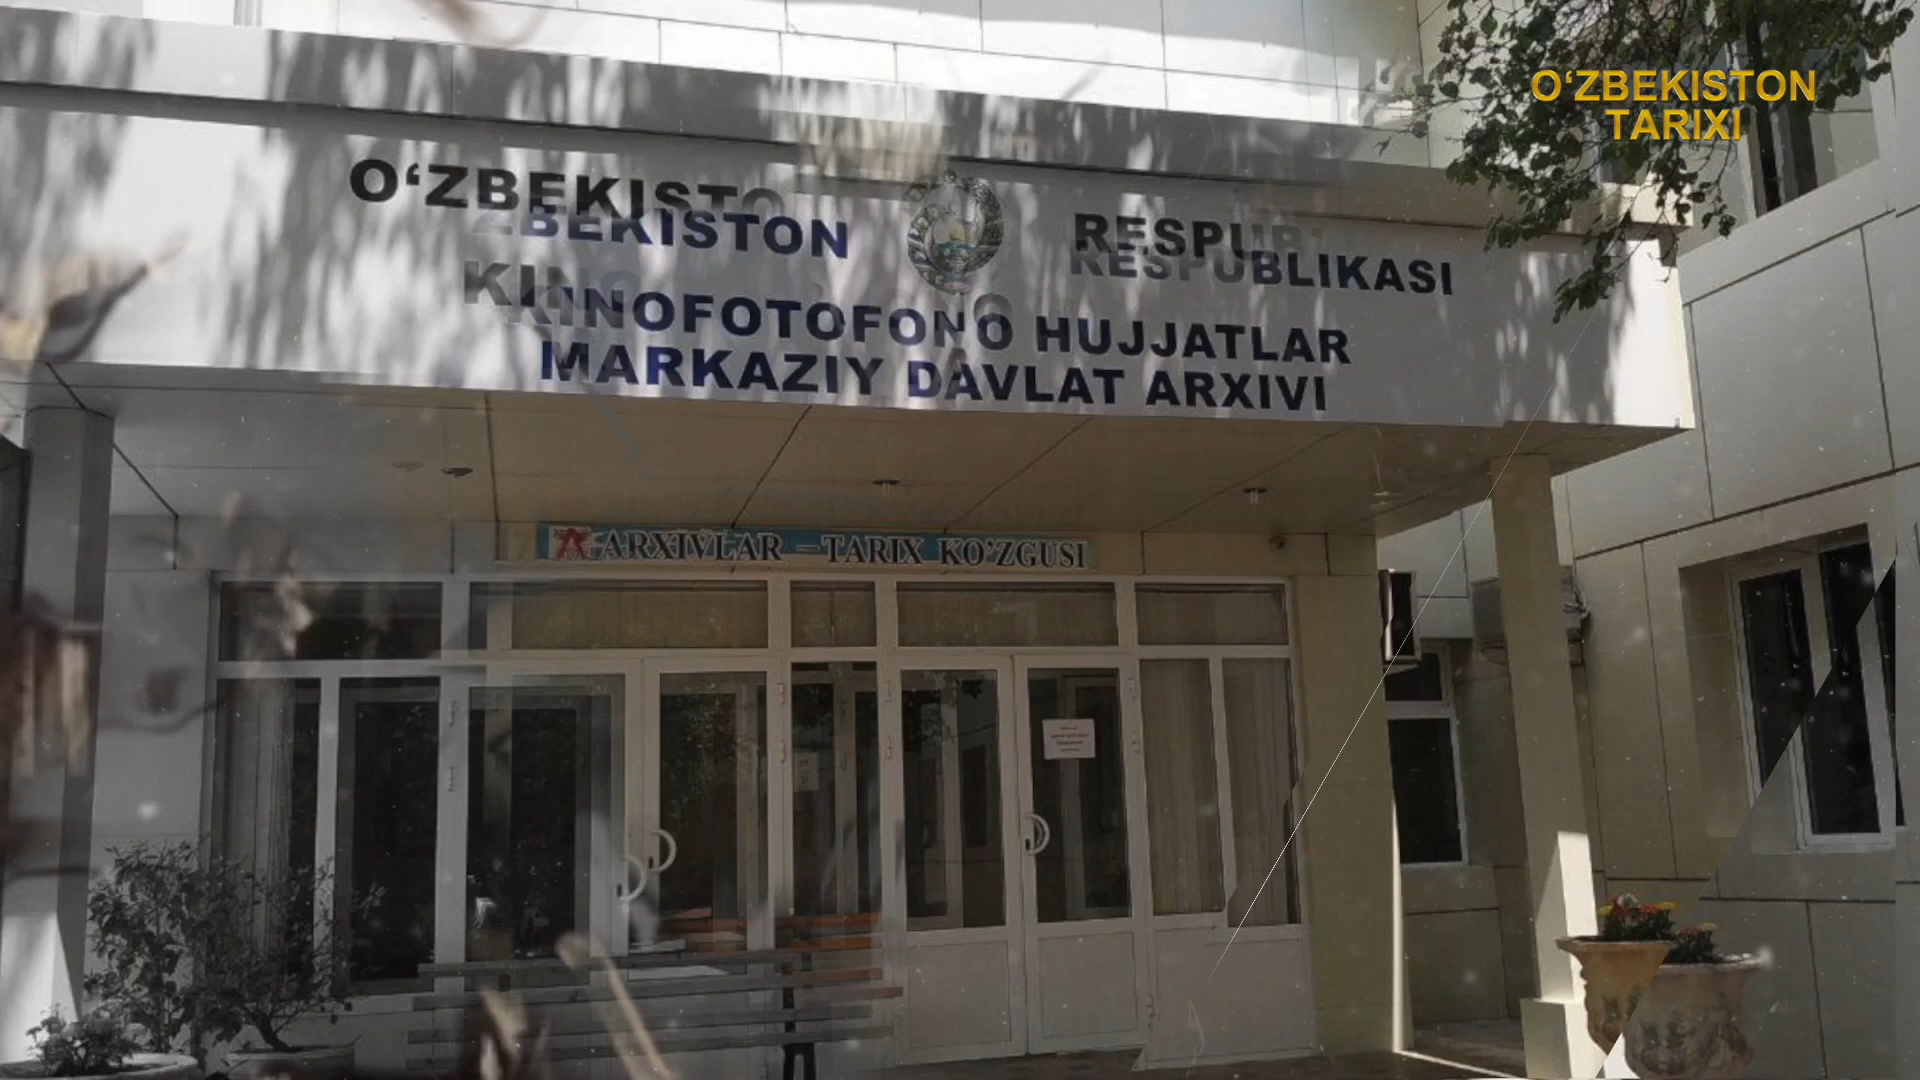 O‘ZBEKISTON
TARIXI
O‘ZBEKISTON RESPUBLIKASI
KINOFOTOFONO HUJJATLAR
MARKAZIY DAVLAT ARXIVI
ARXIVLAR – TARIX KO’ZGUSI